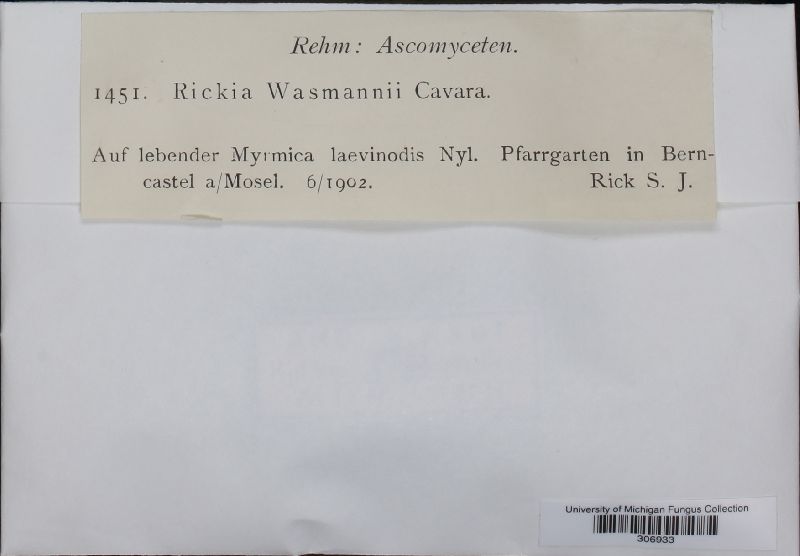 Rehm: Ascomyceten.
1451. Rickia Wasmannii Cavara.
Auf lebender Myrmica laevinodis Nyl. Pfarrgarten in Bern-
castel a/Mosel. 6/1902. Rick S. J.
University of Michigan Fungus Collection
306933